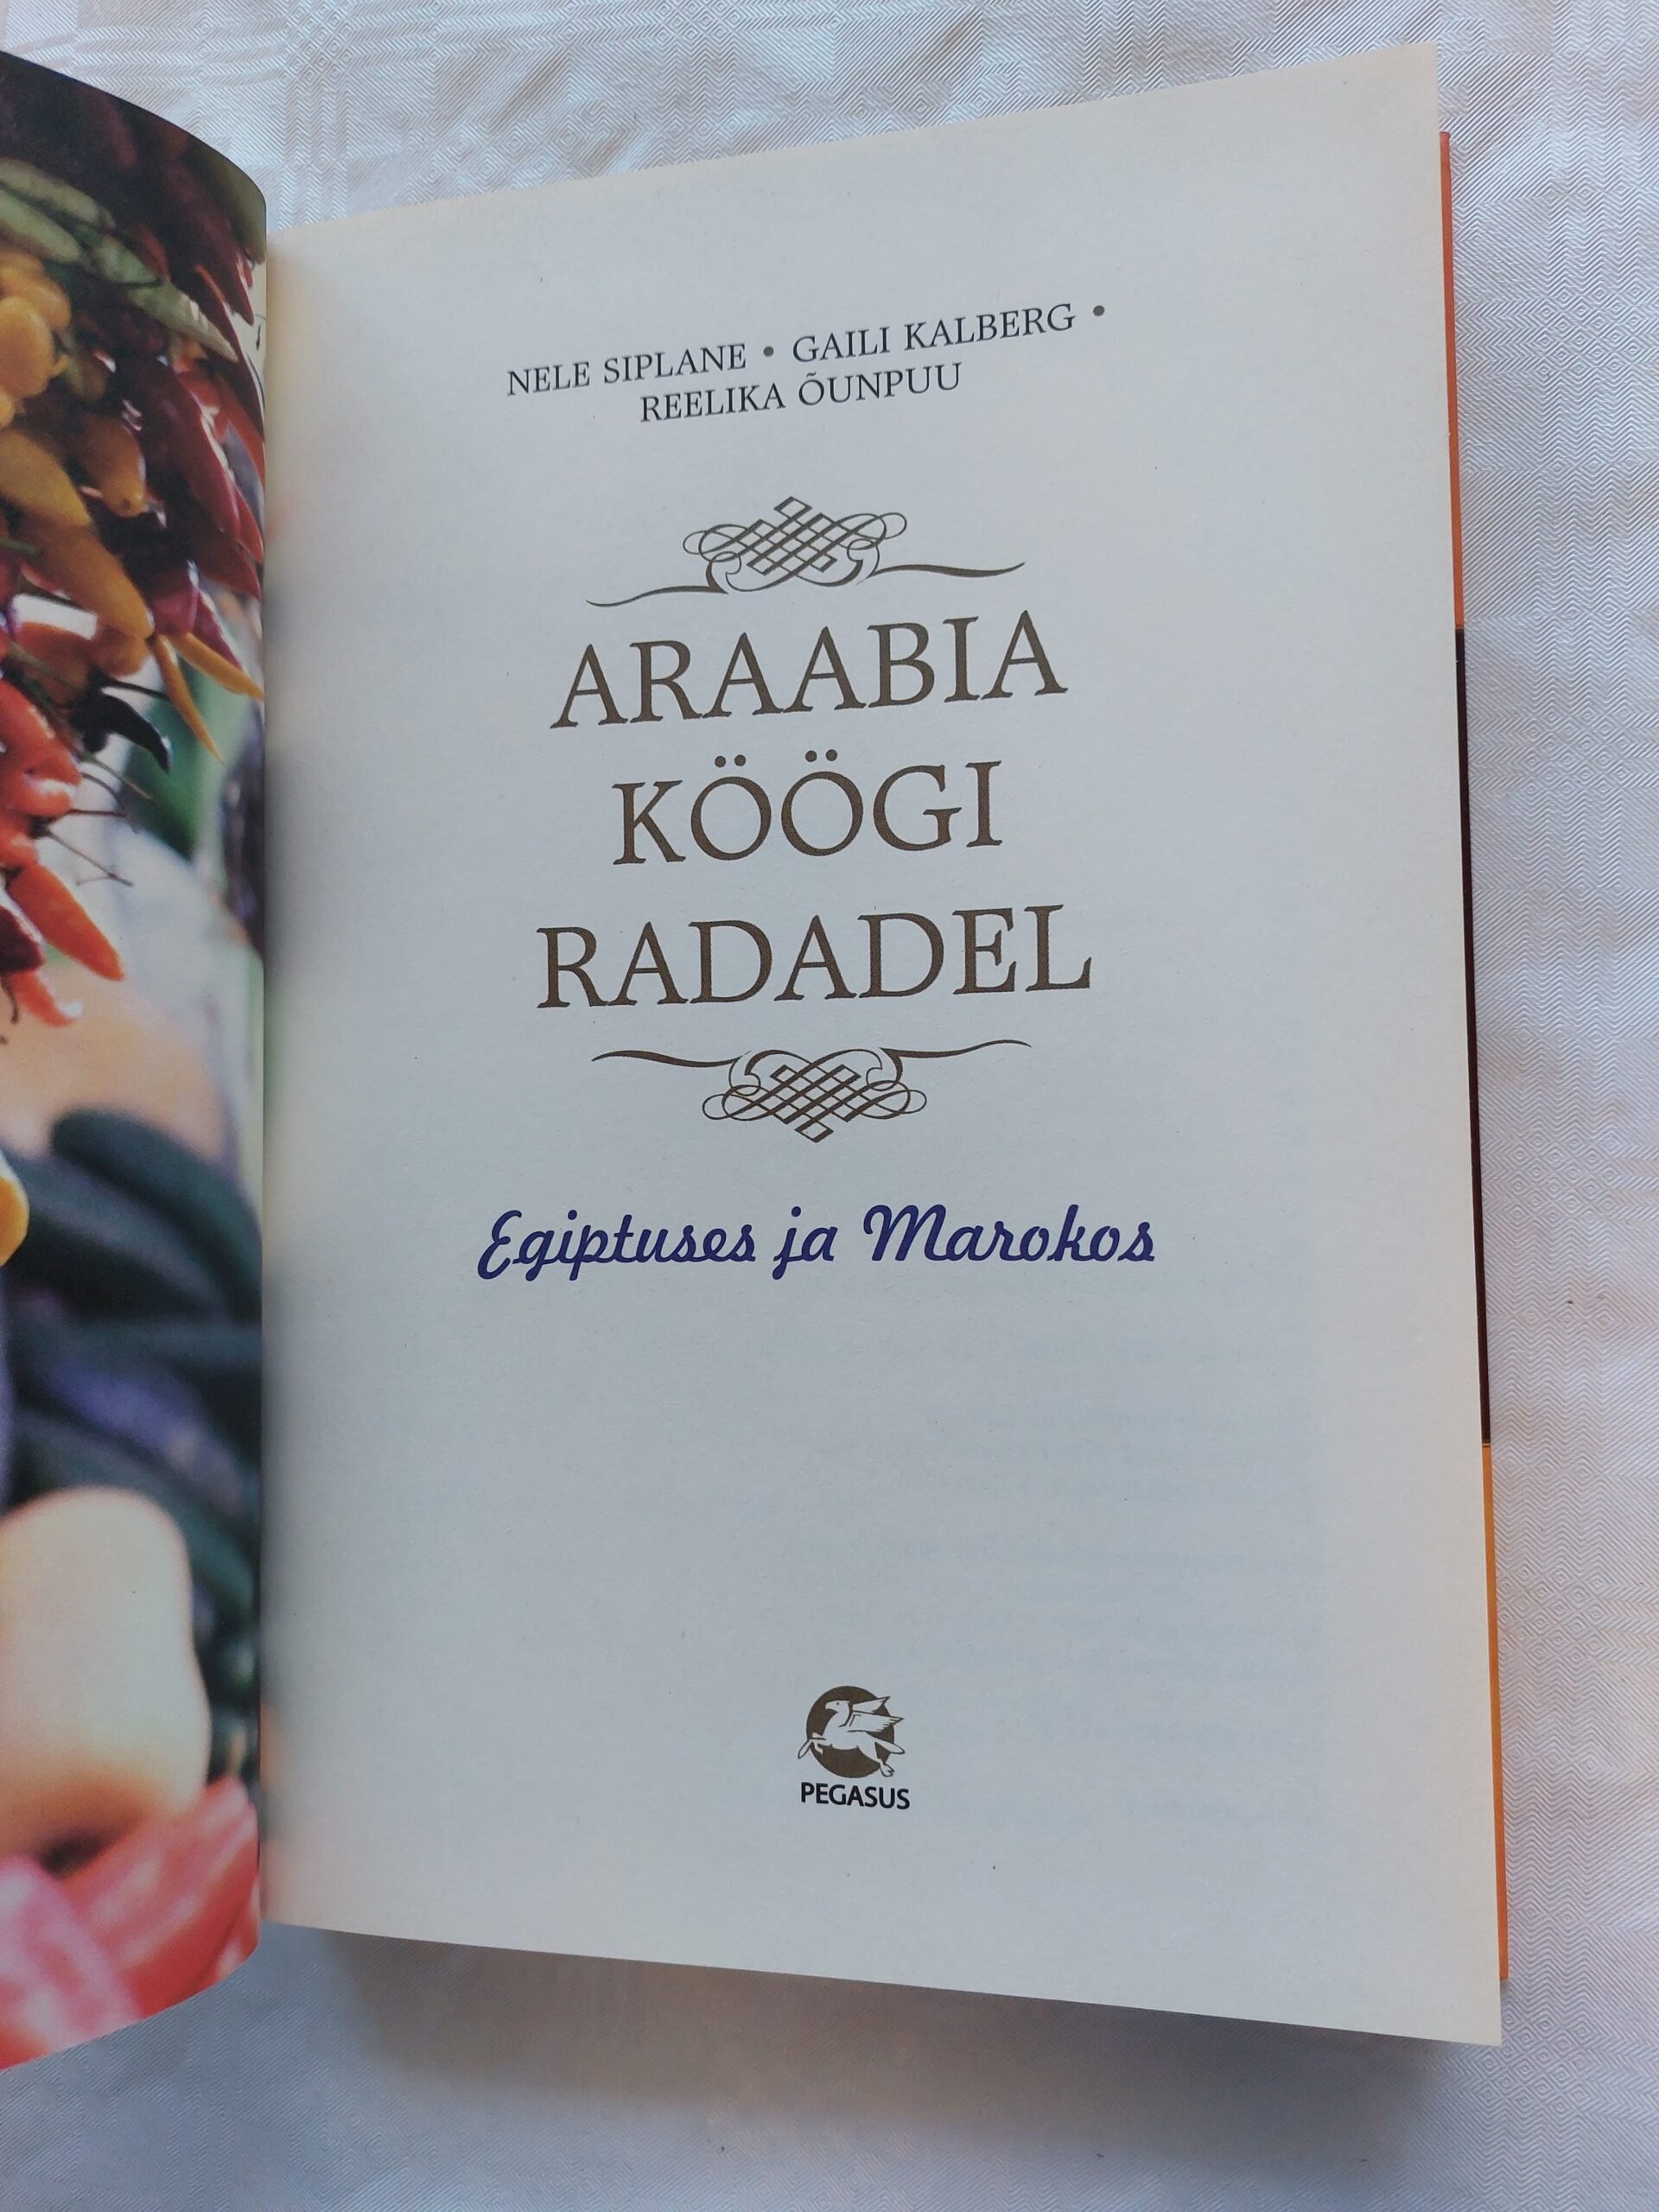 NELE SIPLANE • GAILI KALBERG •
REELIKA ÕUNPUU
ARAABIA
KÖÖGI
RADADEL
Egiptuses ja Marokos
PEGASUS